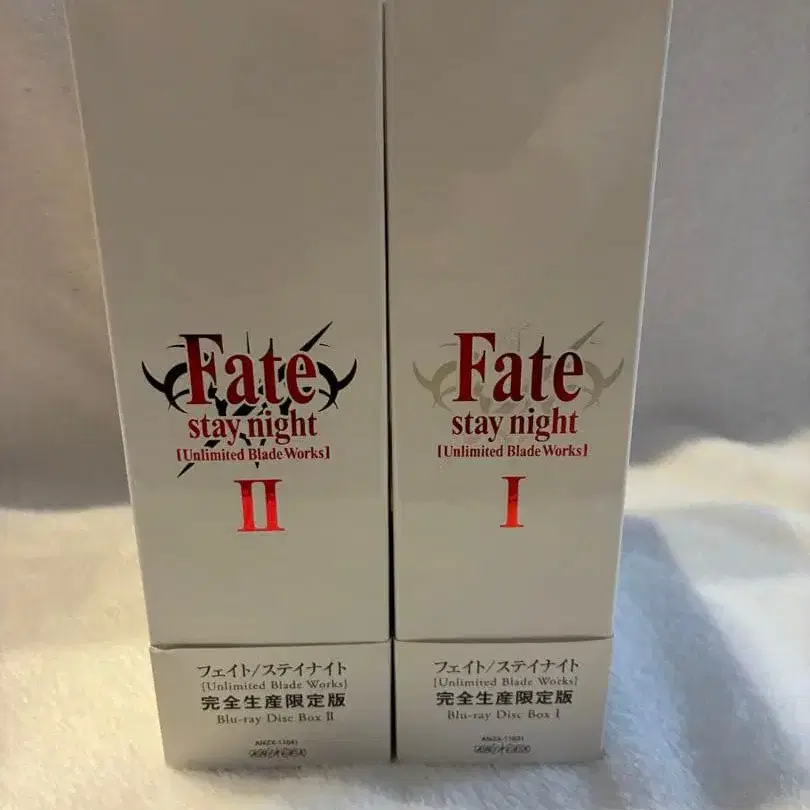 Fate
stay night
[Unlimited Blade Works]
II
フェイト/ステイナイト
[Unlimited Blade Works]
完全生産限定版
Blu-ray Disc Box II
Fate
stay night
[Unlimited Blade Works]
I
フェイト/ステイナイト
[Unlimited Blade Works]
完全生産限定版
Blu-ray Disc Box I